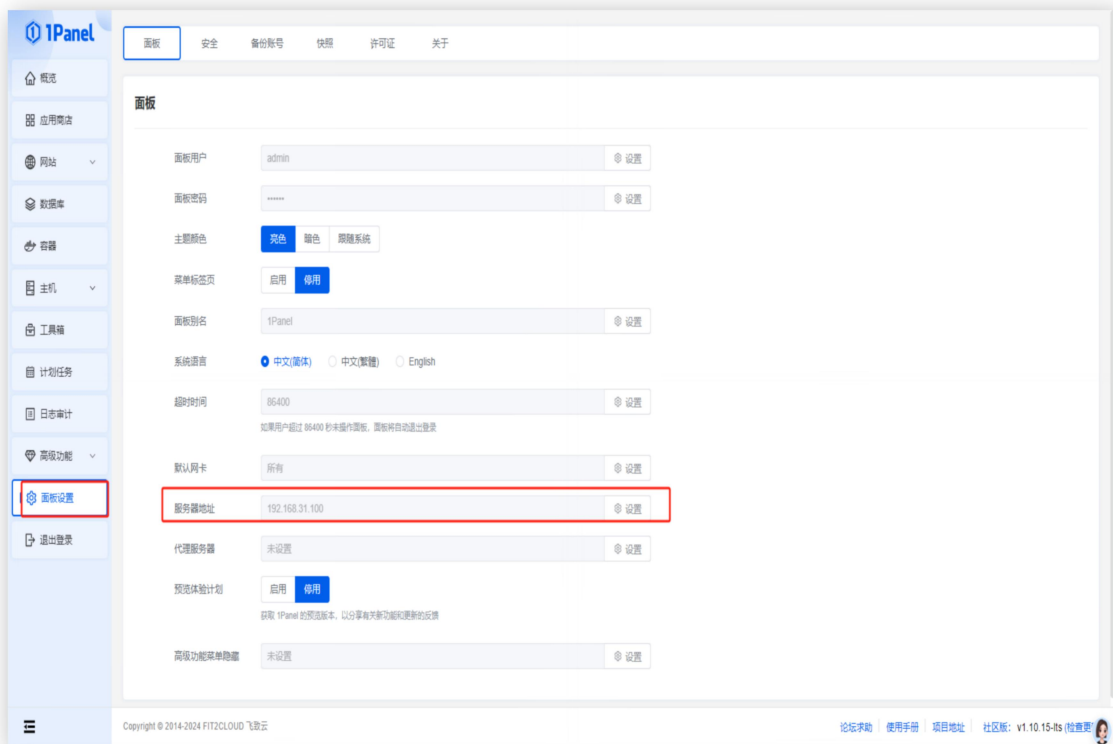 1Panel
面板 安全 备份账号 快照 许可证 关于
概览
应用商店
网站
数据库
容器
主机
工具箱
计划任务
日志审计
高级功能
面板设置
退出登录
面板
面板用户 admin 设置
面板密码 •••••• 设置
主题颜色 亮色 暗色 跟随系统
菜单标签页 启用 停用
面板别名 1Panel 设置
系统语言 中文(简体) 中文(繁體) English
超时时间 86400 设置
如果用户超过 86400 秒未操作面板，面板将自动退出登录
默认网卡 所有 设置
服务器地址 192.168.31.100 设置
代理服务器 未设置 设置
预览体验计划 启用 停用
获取 1Panel 的预览版本，以分享有关新功能和更新的反馈
高级功能菜单隐藏 未设置 设置
Copyright © 2014-2024 FIT2CLOUD 飞致云
论坛求助 使用手册 项目地址 社区版： v1.10.15-lts (检查更